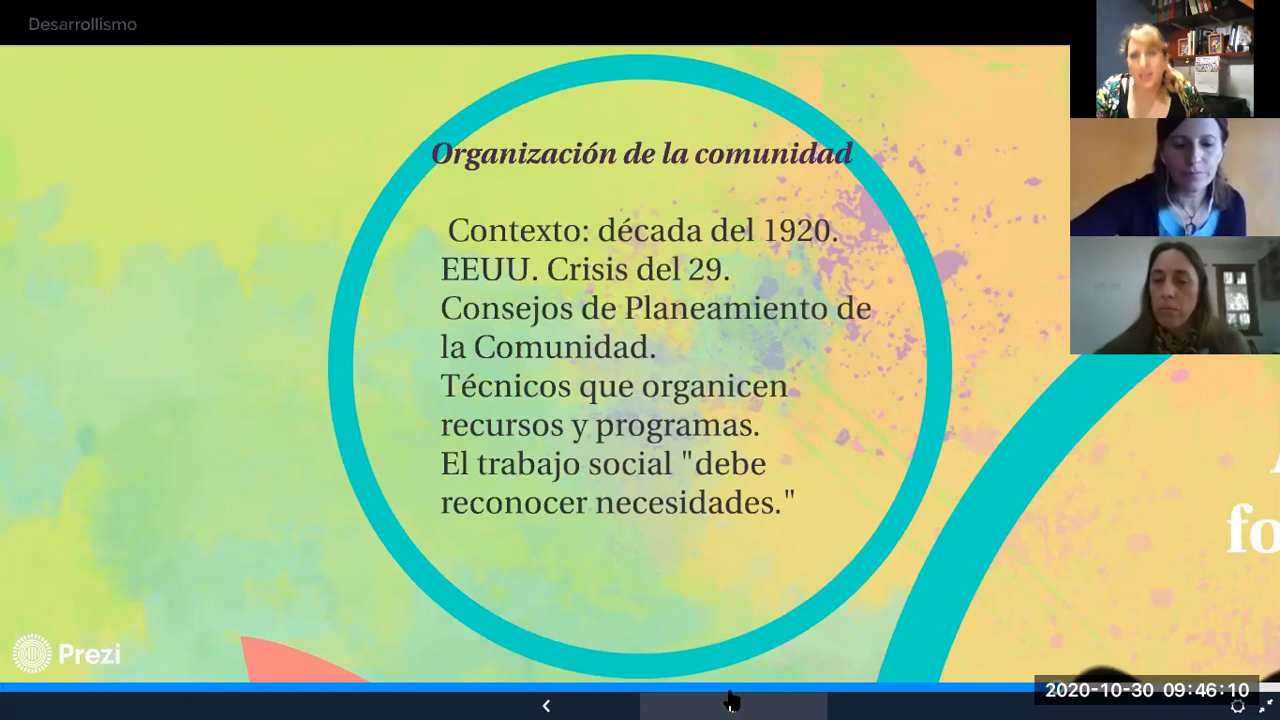 Desarrollismo
Organización de la comunidad
Contexto: década del 1920.
EEUU. Crisis del 29.
Consejos de Planeamiento de
la Comunidad.
Técnicos que organicen
recursos y programas.
El trabajo social "debe
reconocer necesidades."
fo
Prezi
2020-10-30 09:46:10